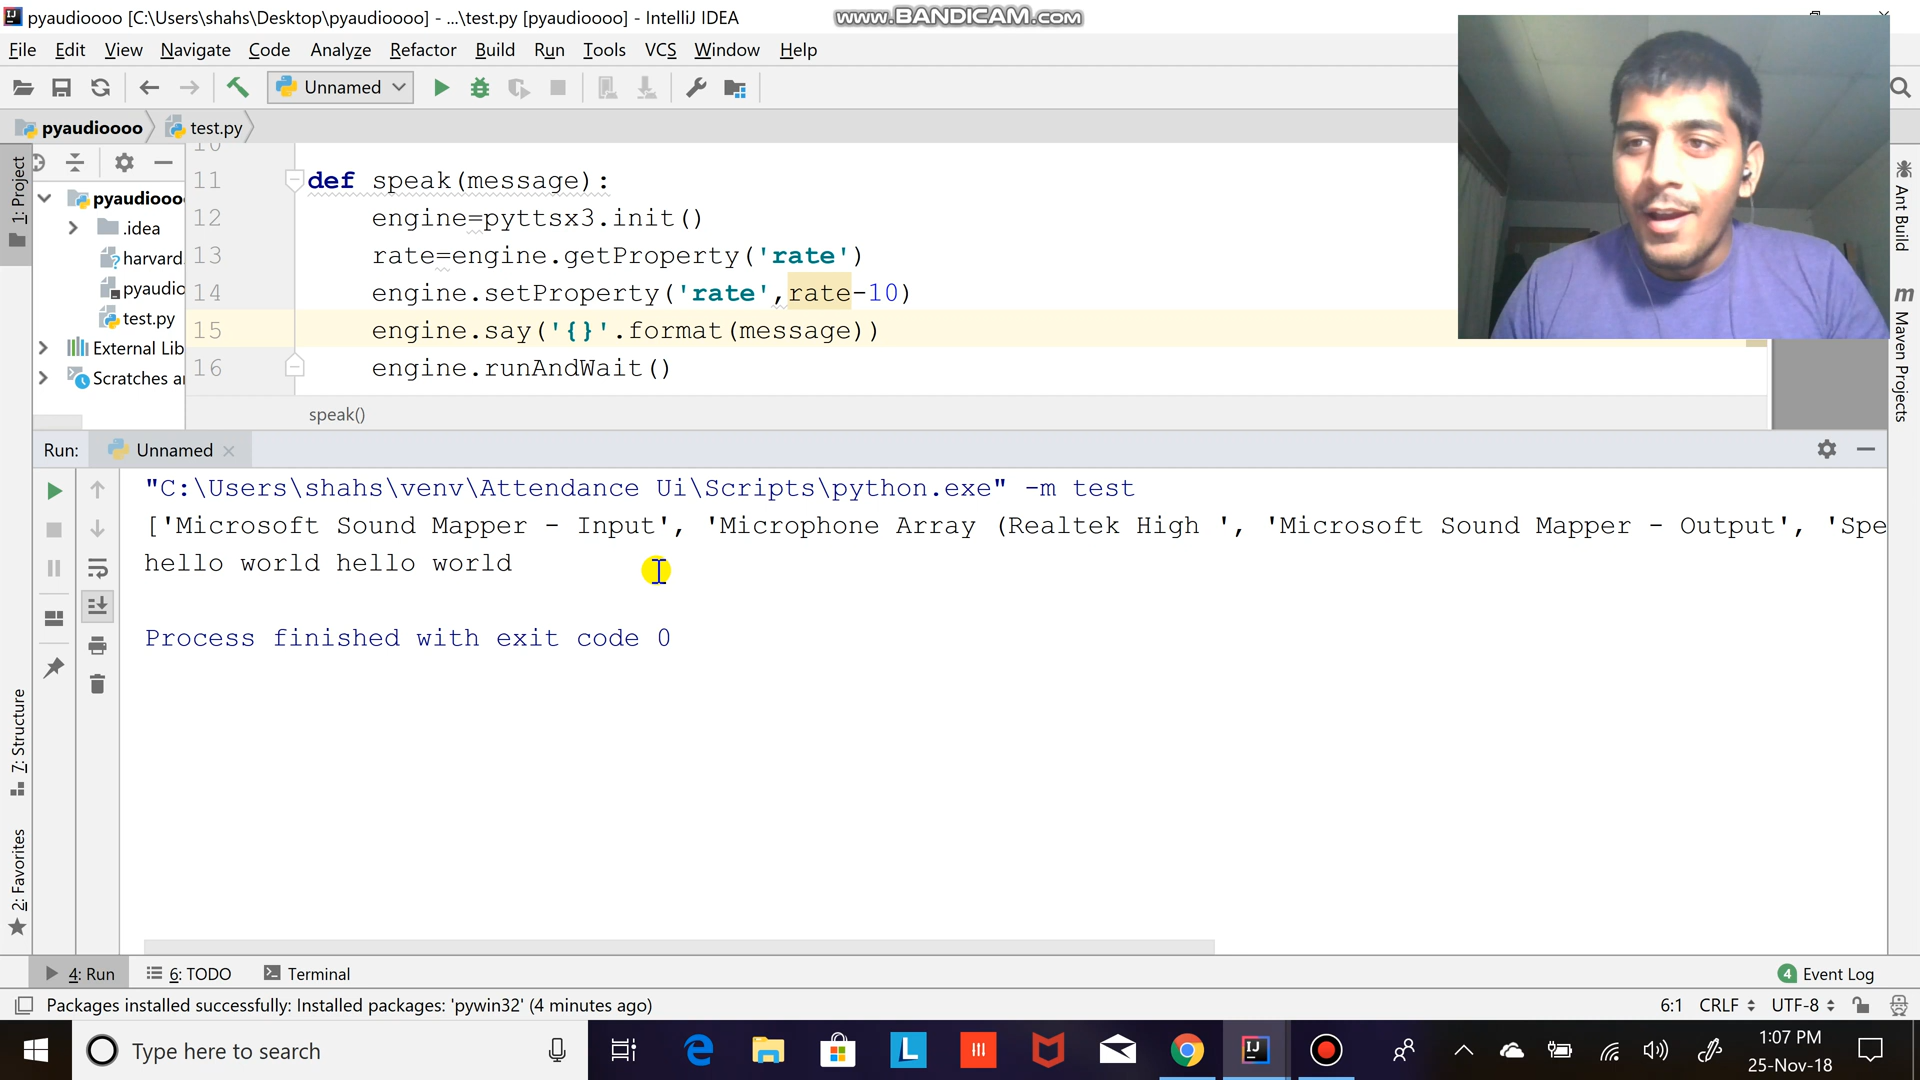 pyaudioooo [C:\Users\shahs\Desktop\pyaudioooo] - ...\test.py [pyaudioooo] - IntelliJ IDEA
www.BANDICAM.com
File Edit View Navigate Code Analyze Refactor Build Run Tools VCS Window Help
Unnamed
pyaudioooo test.py
1: Project
pyaudiooo
.idea
harvard.
pyaudio
test.py
External Lib
Scratches a
10
11 def speak(message):
12 engine=pyttsx3.init()
13 rate=engine.getProperty('rate')
14 engine.setProperty('rate',rate-10)
15 engine.say('{}'.format(message))
16 engine.runAndWait()
speak()
Ant Build
m Maven Projects
Run: Unnamed
"C:\Users\shahs\venv\Attendance Ui\Scripts\python.exe" -m test
['Microsoft Sound Mapper - Input', 'Microphone Array (Realtek High ', 'Microsoft Sound Mapper - Output', 'Spe
hello world hello world
Process finished with exit code 0
7: Structure
2: Favorites
4: Run 6: TODO Terminal
4 Event Log
Packages installed successfully: Installed packages: 'pywin32' (4 minutes ago)
6:1 CRLF UTF-8
Type here to search
L
IJ
1:07 PM
25-Nov-18